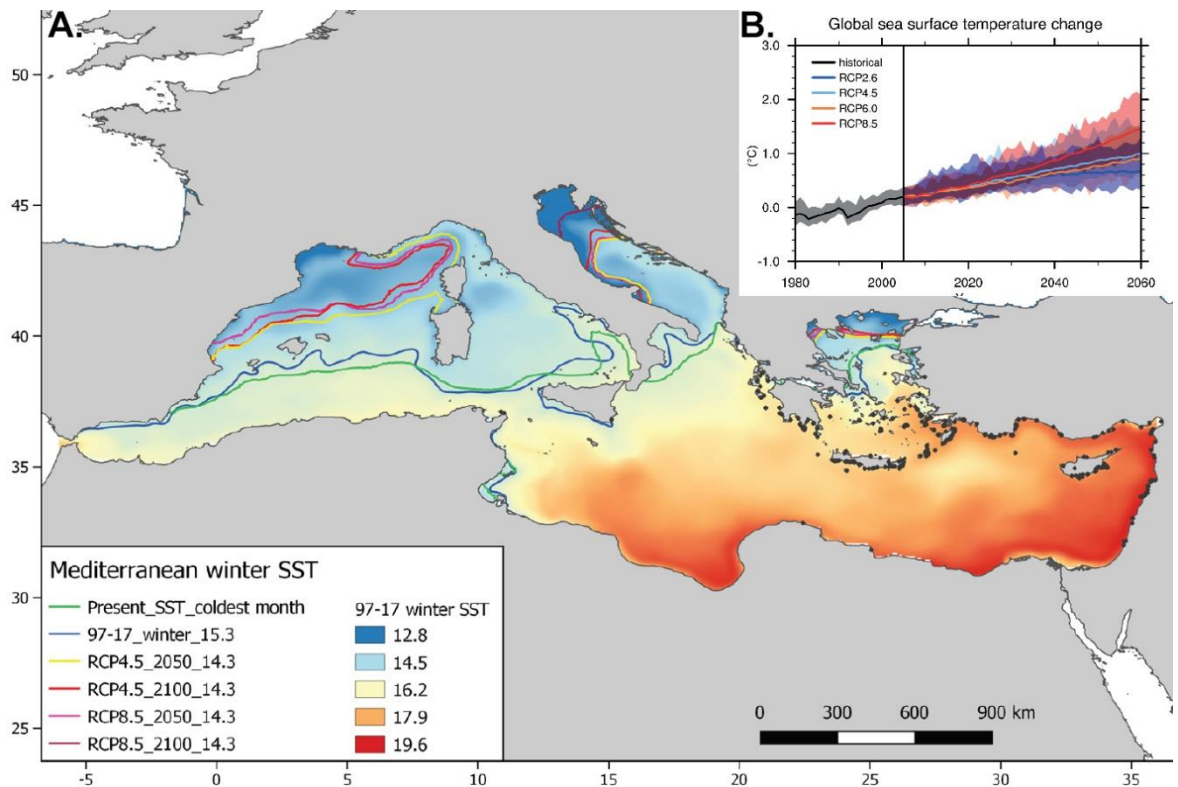 A.
B.
Global sea surface temperature change
3.0
2.0
1.0
0.0
-1.0
(°C)
historical
RCP2.6
RCP4.5
RCP6.0
RCP8.5
1980 2000 2020 2040 2060
50
45
40
35
30
25
Mediterranean winter SST
Present_SST_coldest month
97-17_winter_15.3
RCP4.5_2050_14.3
RCP4.5_2100_14.3
RCP8.5_2050_14.3
RCP8.5_2100_14.3
97-17 winter SST
12.8
14.5
16.2
17.9
19.6
0 300 600 900 km
-5 0 5 10 15 20 25 30 35